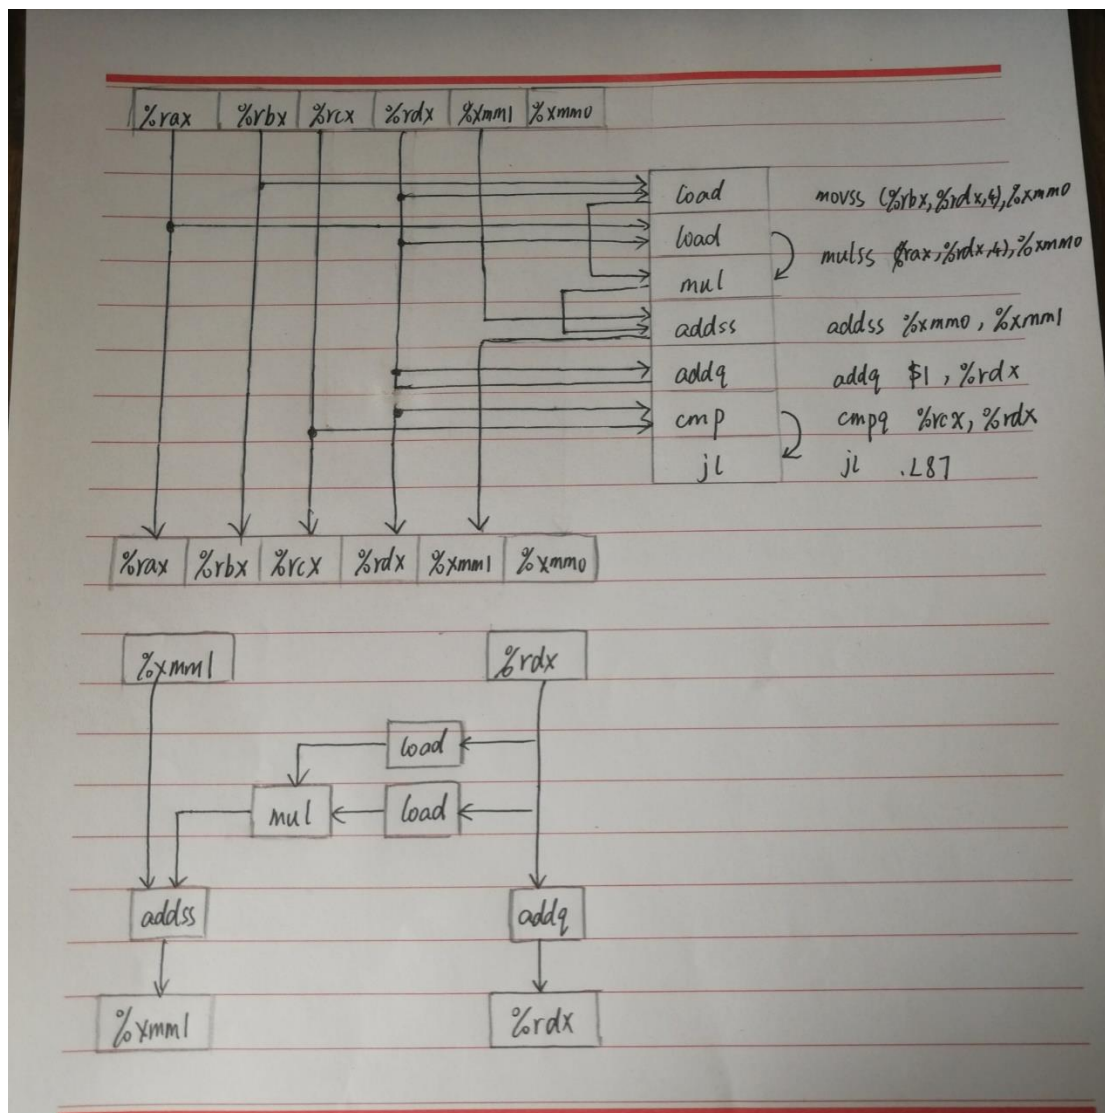 %rax %rbx %rcx %rdx %xmm1 %xmm0
load movss (%rbx,%rdx,4),%xmm0
load
mulss (%rax,%rdx,4),%xmm0
mul
addss addss %xmm0, %xmm1
addq addq $1, %rdx
cmp cmpq %rcx, %rdx
jl jl .L87
%rax %rbx %rcx %rdx %xmm1 %xmm0
%xmm1 %rdx
load
mul load
addss addq
%xmm1 %rdx